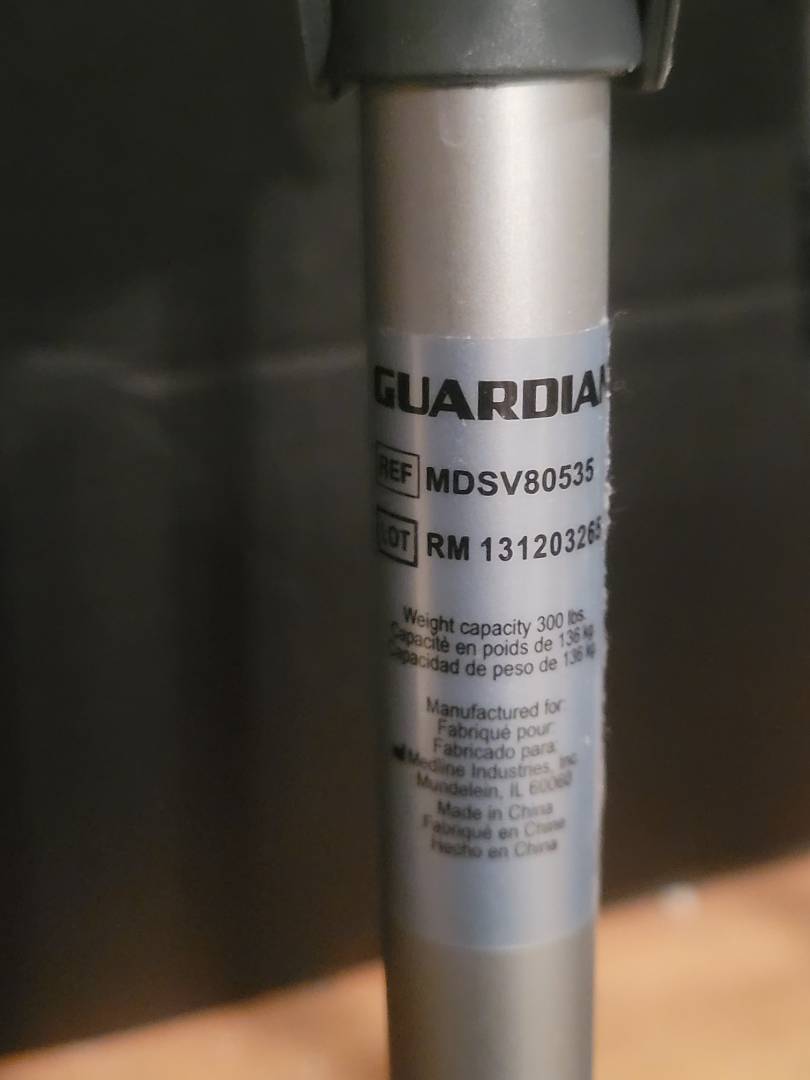 GUARDIAN
REF MDSV80535
LOT RM 131203265
Weight capacity 300 lbs.
Capacité en poids de 136 kg
Capacidad de peso de 136 kg
Manufactured for:
Fabriqué pour:
Fabricado para:
Medline Industries, Inc.
Mundelein, IL 60060
Made in China
Fabriqué en Chine
Hecho en China